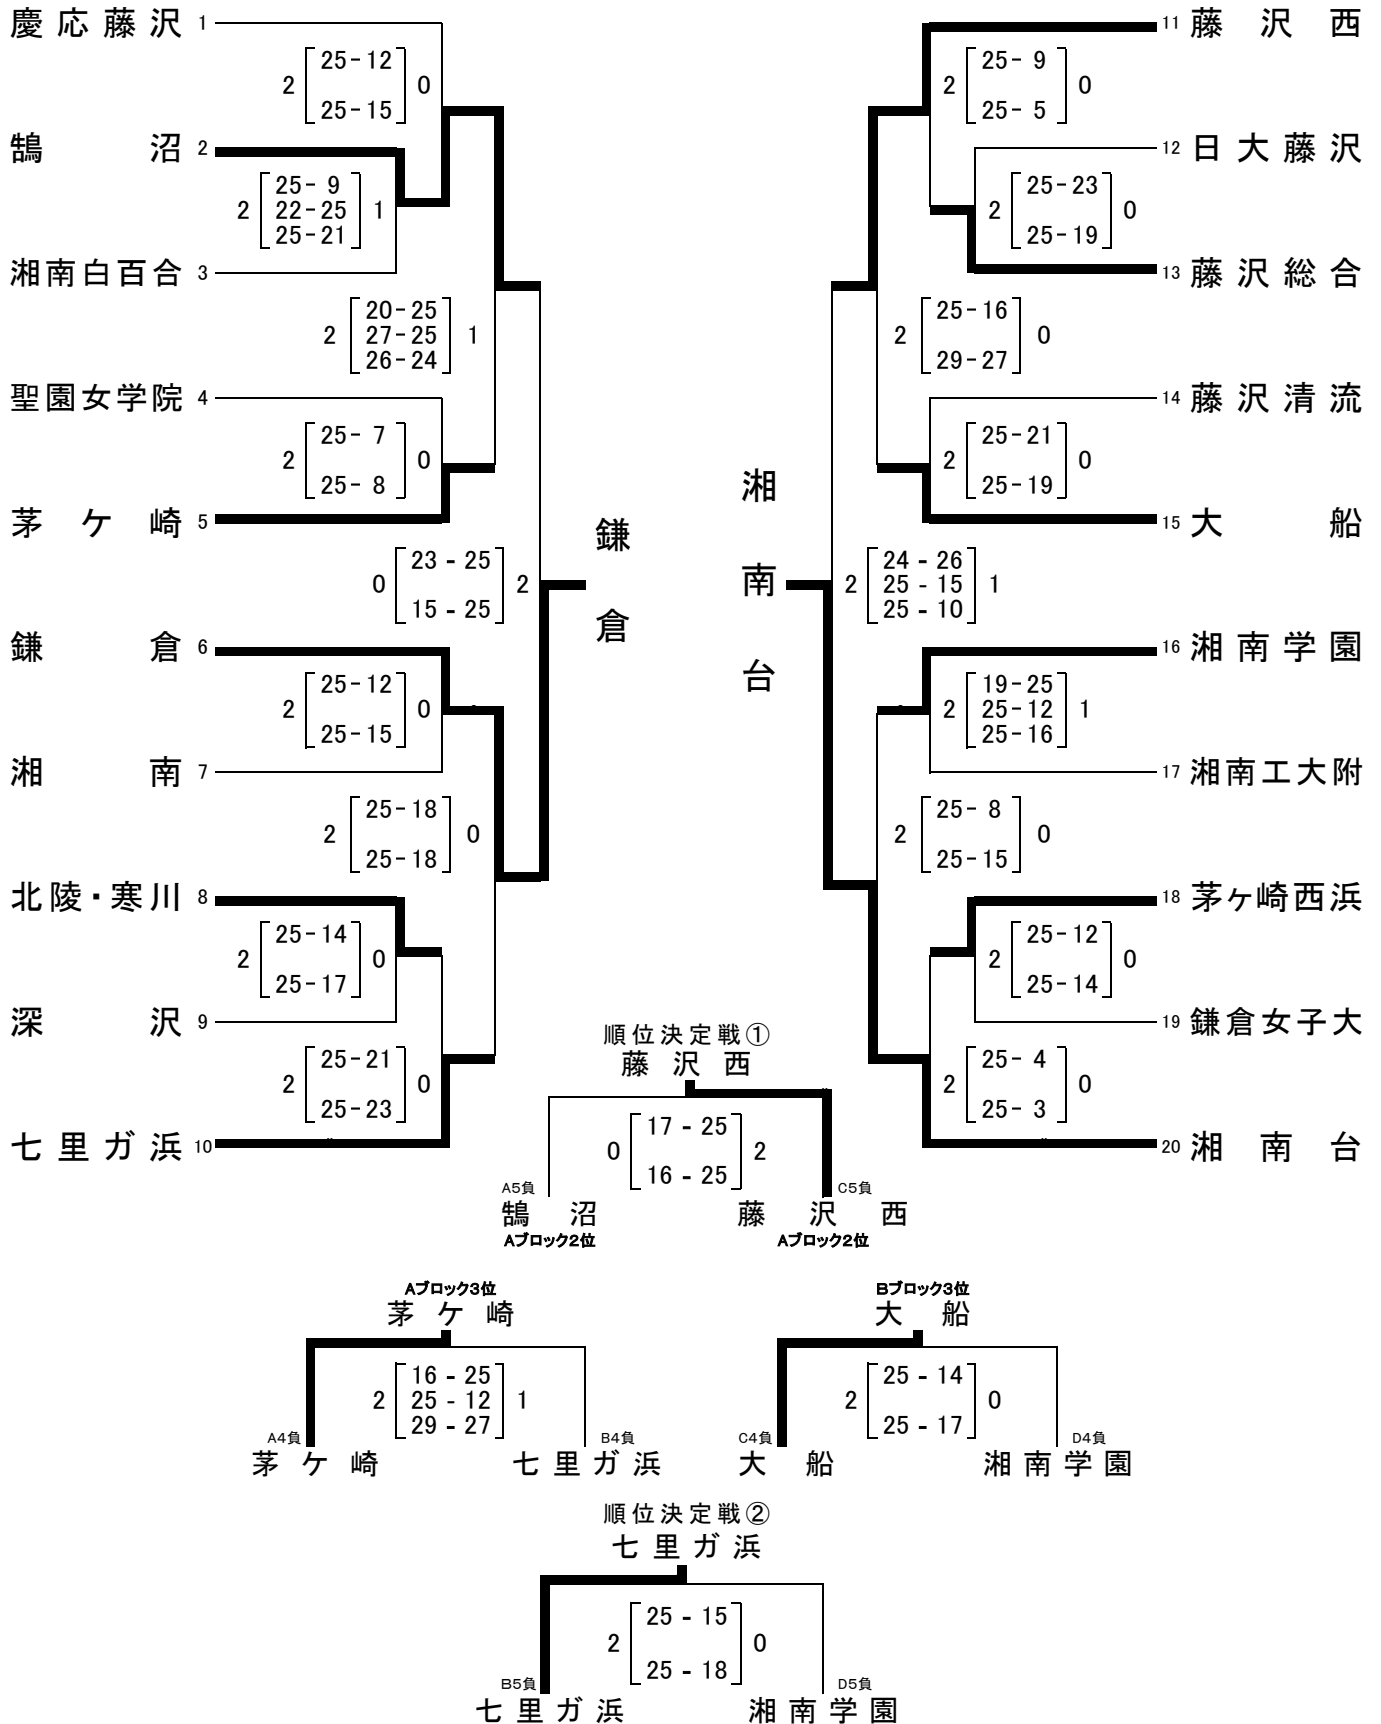 慶応藤沢 1
2 25-12 0
25-15
鵠沼 2
2 25- 9 1
22-25
25-21
湘南白百合 3
2 20-25 1
27-25
26-24
聖園女学院 4
2 25- 7 0
25- 8
茅ケ崎 5
0 23 - 25 2
15 - 25
鎌倉
鎌倉 6
2 25-12 0
25-15
湘南 7
2 25-18 0
25-18
北陵・寒川 8
2 25-14 0
25-17
深沢 9
2 25-21 0
25-23
七里ガ浜 10
11 藤沢西
2 25- 9 0
25- 5
12 日大藤沢
2 25-23 0
25-19
13 藤沢総合
2 25-16 0
29-27
14 藤沢清流
2 25-21 0
25-19
15 大船
湘南台
2 24 - 26 1
25 - 15
25 - 10
16 湘南学園
2 19-25 1
25-12
25-16
17 湘南工大附
2 25- 8 0
25-15
18 茅ヶ崎西浜
2 25-12 0
25-14
19 鎌倉女子大
2 25- 4 0
25- 3
20 湘南台
順位決定戦①
藤沢西
0 17 - 25 2
16 - 25
A5負 C5負
鵠沼 藤沢西
Aブロック2位 Aブロック2位
Aブロック3位
茅ケ崎
2 16 - 25 1
25 - 12
29 - 27
A4負 B4負
茅ケ崎 七里ガ浜
Bブロック3位
大船
2 25 - 14 0
25 - 17
C4負 D4負
大船 湘南学園
順位決定戦②
七里ガ浜
2 25 - 15 0
25 - 18
B5負 D5負
七里ガ浜 湘南学園